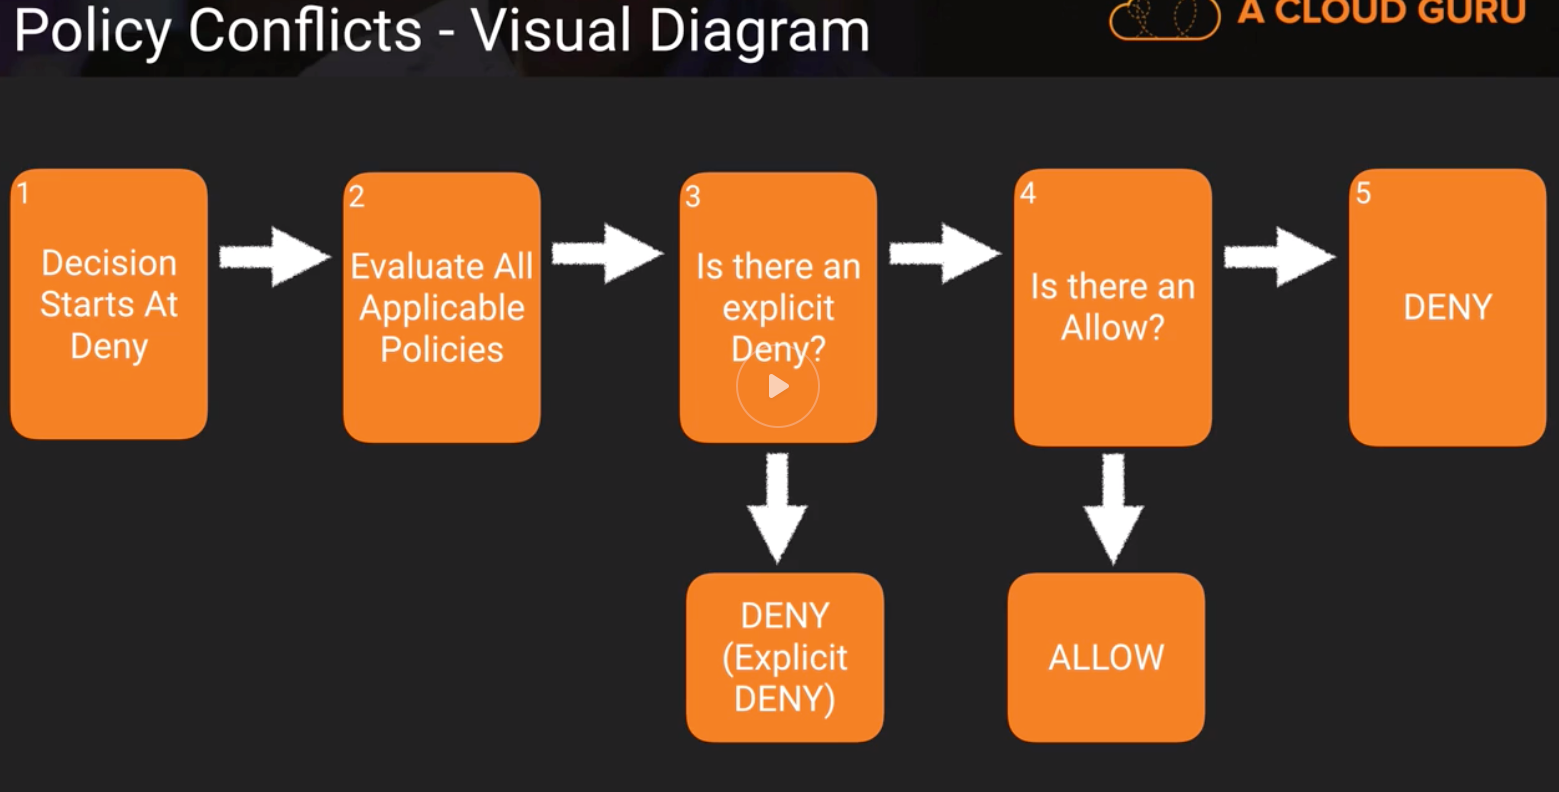 Policy Conflicts - Visual Diagram
A CLOUD GURU
1
Decision
Starts At
Deny
2
Evaluate All
Applicable
Policies
3
Is there an
explicit
Deny?
4
Is there an
Allow?
5
DENY
DENY
(Explicit
DENY)
ALLOW